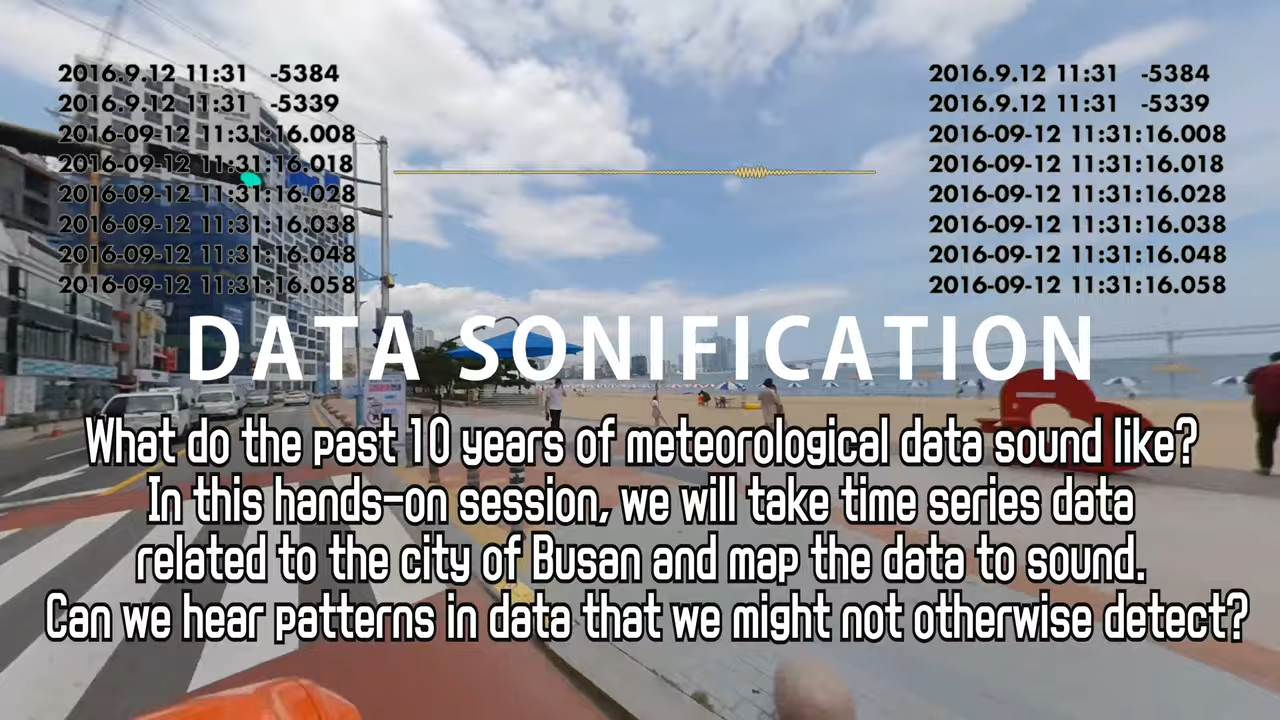 2016.9.12 11:31 -5384
2016.9.12 11:31 -5339
2016-09-12 11:31:16.008
2016-09-12 11:31:16.018
2016-09-12 11:31:16.028
2016-09-12 11:31:16.038
2016-09-12 11:31:16.048
2016-09-12 11:31:16.058
2016.9.12 11:31 -5384
2016.9.12 11:31 -5339
2016-09-12 11:31:16.008
2016-09-12 11:31:16.018
2016-09-12 11:31:16.028
2016-09-12 11:31:16.038
2016-09-12 11:31:16.048
2016-09-12 11:31:16.058
DATA SONIFICATION
What do the past 10 years of meteorological data sound like?
In this hands-on session, we will take time series data
related to the city of Busan and map the data to sound.
Can we hear patterns in data that we might not otherwise detect?